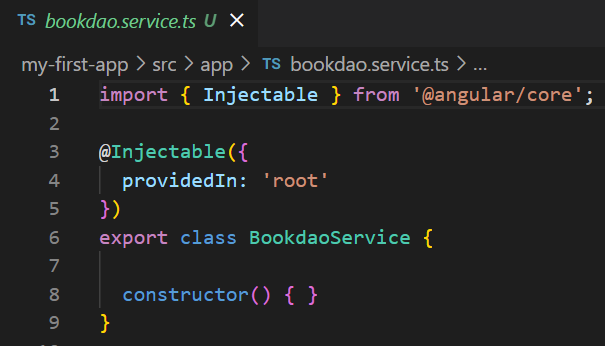 TS bookdao.service.ts U ×
my-first-app > src > app > TS bookdao.service.ts > ...
1 import { Injectable } from '@angular/core';
2
3 @Injectable({
4   providedIn: 'root'
5 })
6 export class BookdaoService {
7
8   constructor() { }
9 }